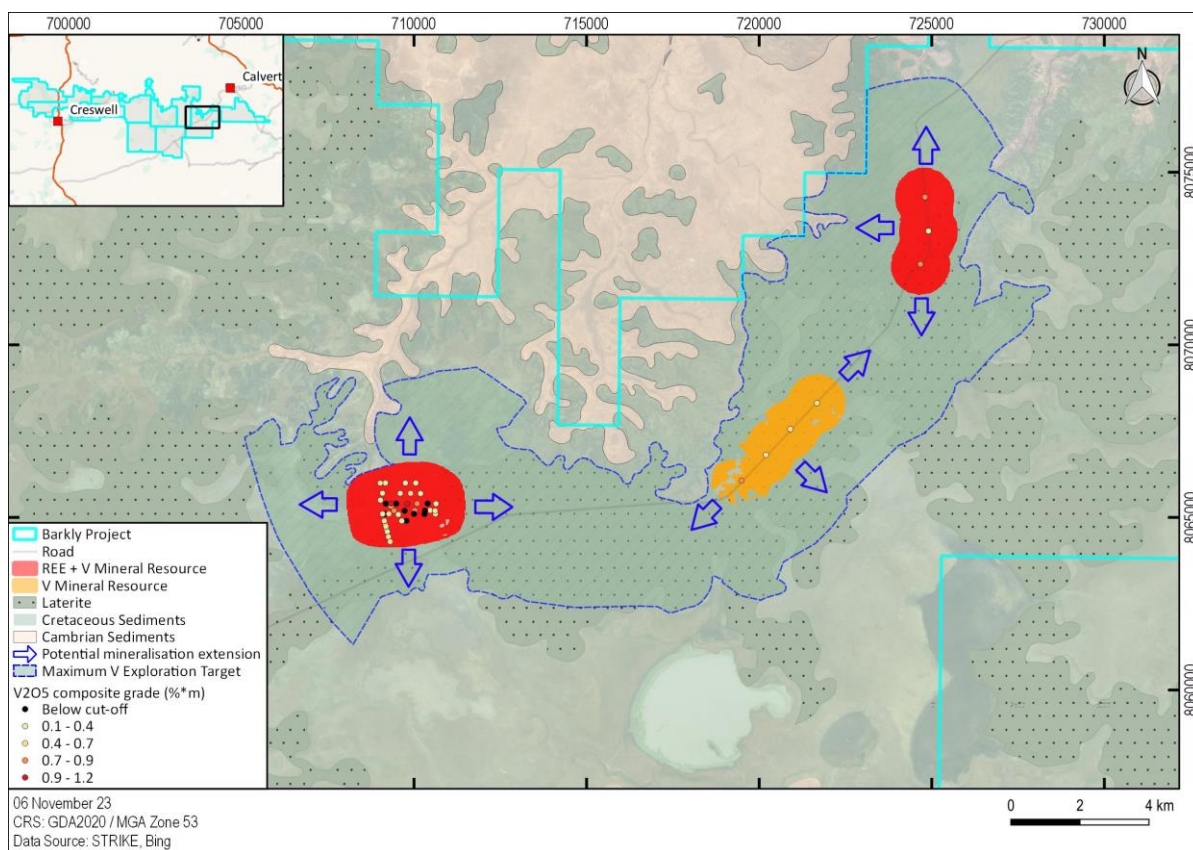 700000 705000 710000 715000 720000 725000 730000
Calvert
Creswell
N
8075000
8070000
8065000
8060000
Barkly Project
Road
REE + V Mineral Resource
V Mineral Resource
Laterite
Cretaceous Sediments
Cambrian Sediments
Potential mineralisation extension
Maximum V Exploration Target
V2O5 composite grade (%*m)
Below cut-off
0.1 - 0.4
0.4 - 0.7
0.7 - 0.9
0.9 - 1.2
06 November 23
CRS: GDA2020 / MGA Zone 53
Data Source: STRIKE, Bing
0 2 4 km